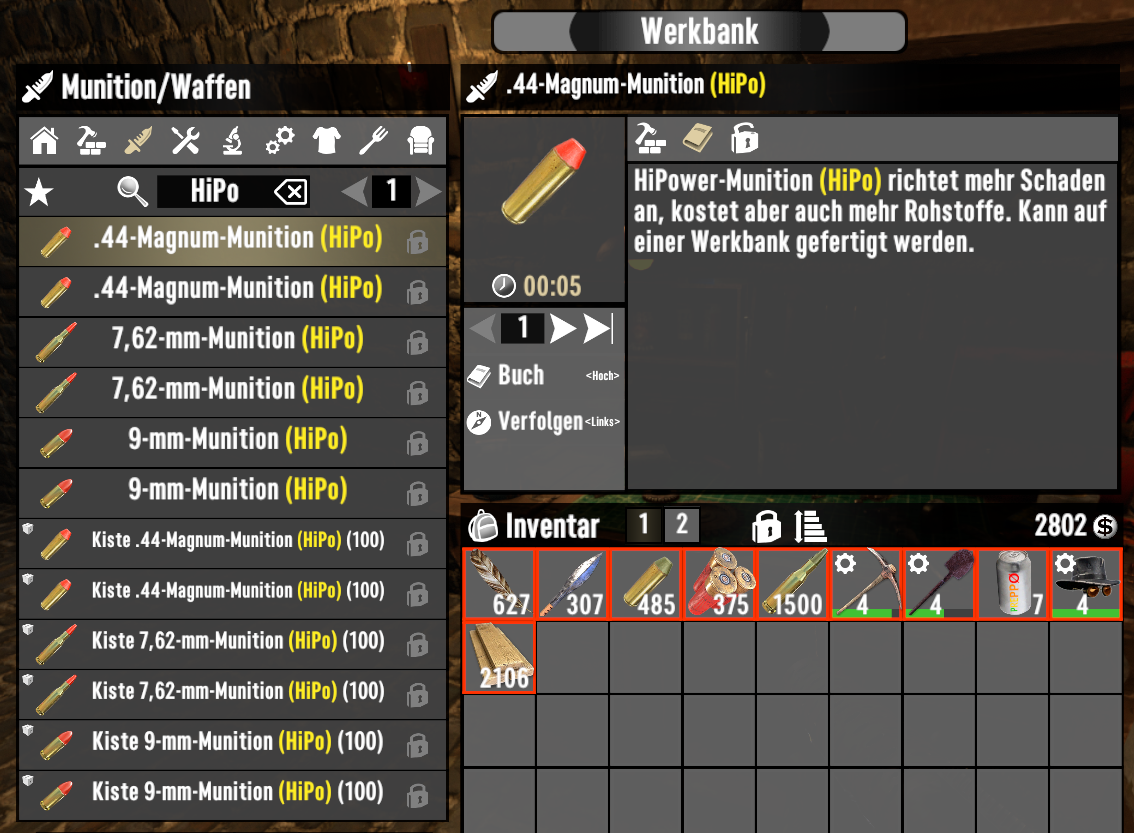 Werkbank
Munition/Waffen
HiPo
1
.44-Magnum-Munition (HiPo)
.44-Magnum-Munition (HiPo)
7,62-mm-Munition (HiPo)
7,62-mm-Munition (HiPo)
9-mm-Munition (HiPo)
9-mm-Munition (HiPo)
Kiste .44-Magnum-Munition (HiPo) (100)
Kiste .44-Magnum-Munition (HiPo) (100)
Kiste 7,62-mm-Munition (HiPo) (100)
Kiste 7,62-mm-Munition (HiPo) (100)
Kiste 9-mm-Munition (HiPo) (100)
Kiste 9-mm-Munition (HiPo) (100)
.44-Magnum-Munition (HiPo)
00:05
1
Buch <Hoch>
Verfolgen <Links>
HiPower-Munition (HiPo) richtet mehr Schaden
an, kostet aber auch mehr Rohstoffe. Kann auf
einer Werkbank gefertigt werden.
Inventar 1 2 2802
627 307 485 375 1500 4 4 7 4
2106